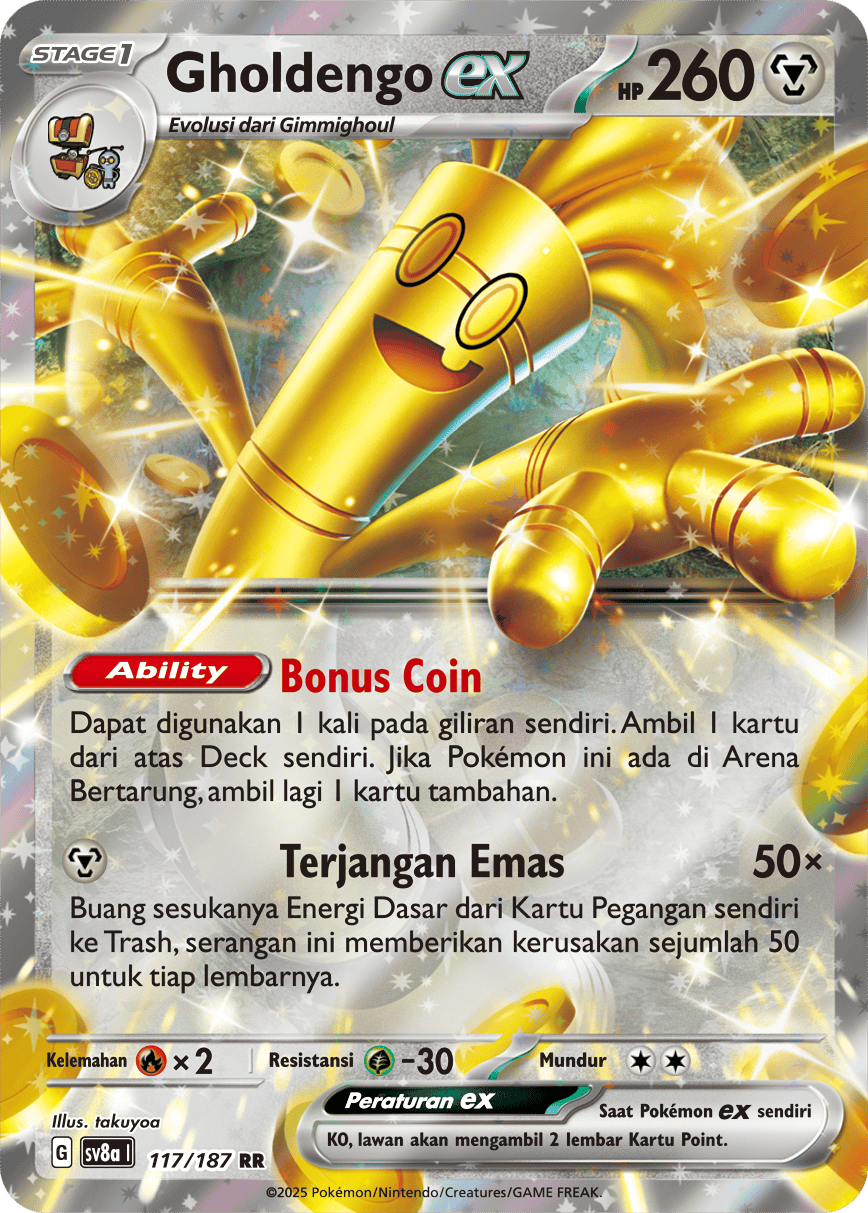 STAGE1
Gholdengo ex
HP 260
Evolusi dari Gimmighoul
Ability Bonus Coin
Dapat digunakan 1 kali pada giliran sendiri. Ambil 1 kartu
dari atas Deck sendiri. Jika Pokémon ini ada di Arena
Bertarung, ambil lagi 1 kartu tambahan.
Terjangan Emas 50×
Buang sesukanya Energi Dasar dari Kartu Pegangan sendiri
ke Trash, serangan ini memberikan kerusakan sejumlah 50
untuk tiap lembarnya.
Kelemahan ×2 Resistansi -30 Mundur
Peraturan ex Saat Pokémon ex sendiri
KO, lawan akan mengambil 2 lembar Kartu Point.
Illus. takuyoa
G sv8a I 117/187 RR
©2025 Pokémon/Nintendo/Creatures/GAME FREAK.